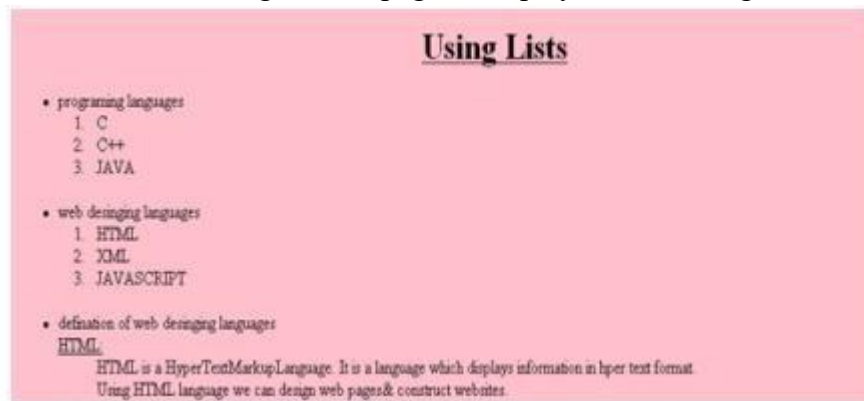 Using Lists
• programing languages
1. C
2. C++
3. JAVA
• web desinging languages
1. HTML
2. XML
3. JAVASCRIPT
• defination of web desinging languages
HTML:
HTML is a HyperTextMarkupLanguage. It is a language which displays information in hper text format.
Using HTML language we can design web pages& construct websites.